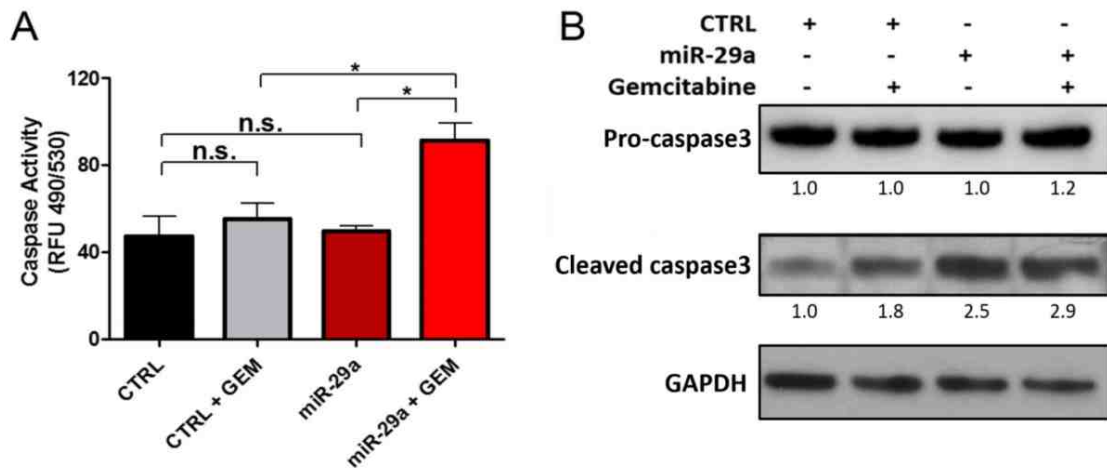 A
Caspase Activity
(RFU 490/530)
120
80
40
0
*
*
n.s.
n.s.
CTRL
CTRL + GEM
miR-29a
miR-29a + GEM
B
CTRL + + - -
miR-29a - - + +
Gemcitabine - + - +
Pro-caspase3
1.0 1.0 1.0 1.2
Cleaved caspase3
1.0 1.8 2.5 2.9
GAPDH